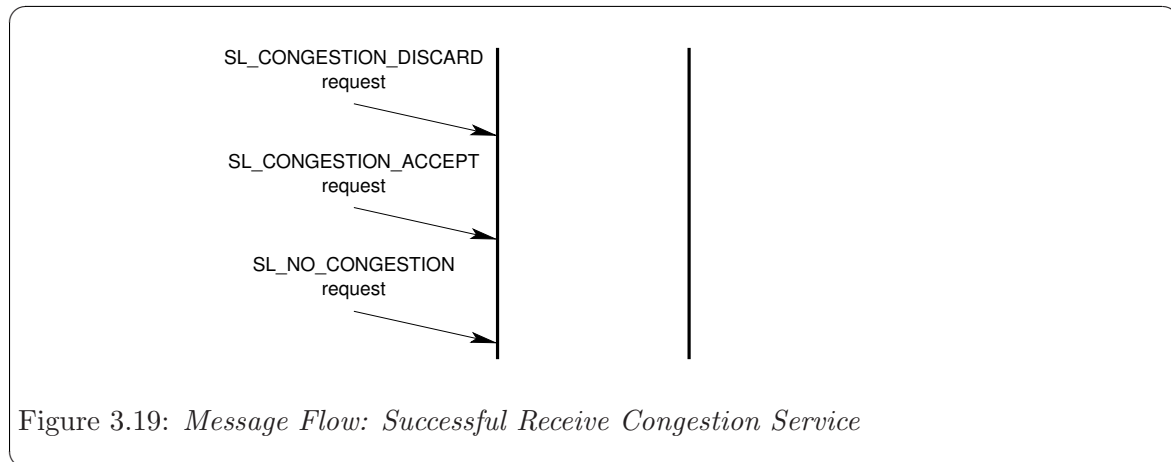 SL_CONGESTION_DISCARD
request
SL_CONGESTION_ACCEPT
request
SL_NO_CONGESTION
request
Figure 3.19: Message Flow: Successful Receive Congestion Service